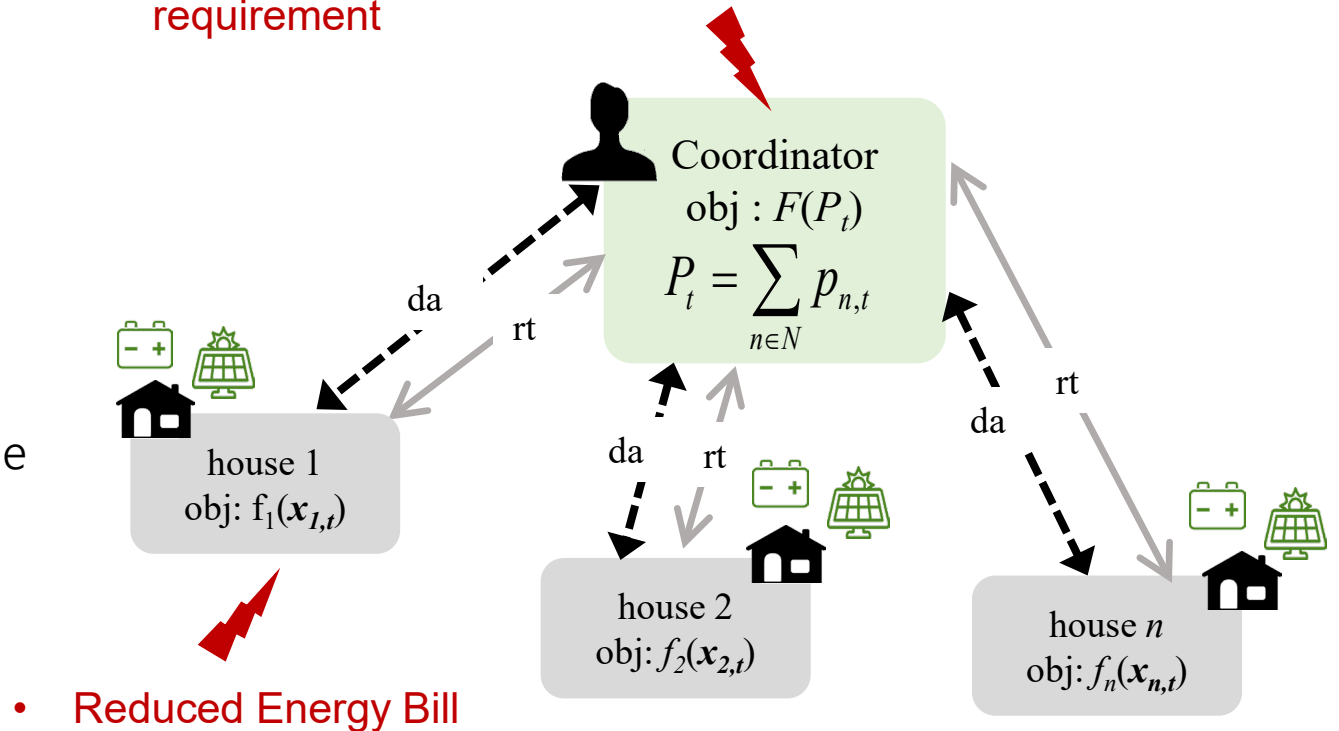 requirement
Coordinator
obj : F(P_t)
P_t = ∑_{n∈N} p_{n,t}
da
rt
da
rt
da
rt
e
house 1
obj: f_1(x_{1,t})
house 2
obj: f_2(x_{2,t})
house n
obj: f_n(x_{n,t})
• Reduced Energy Bill